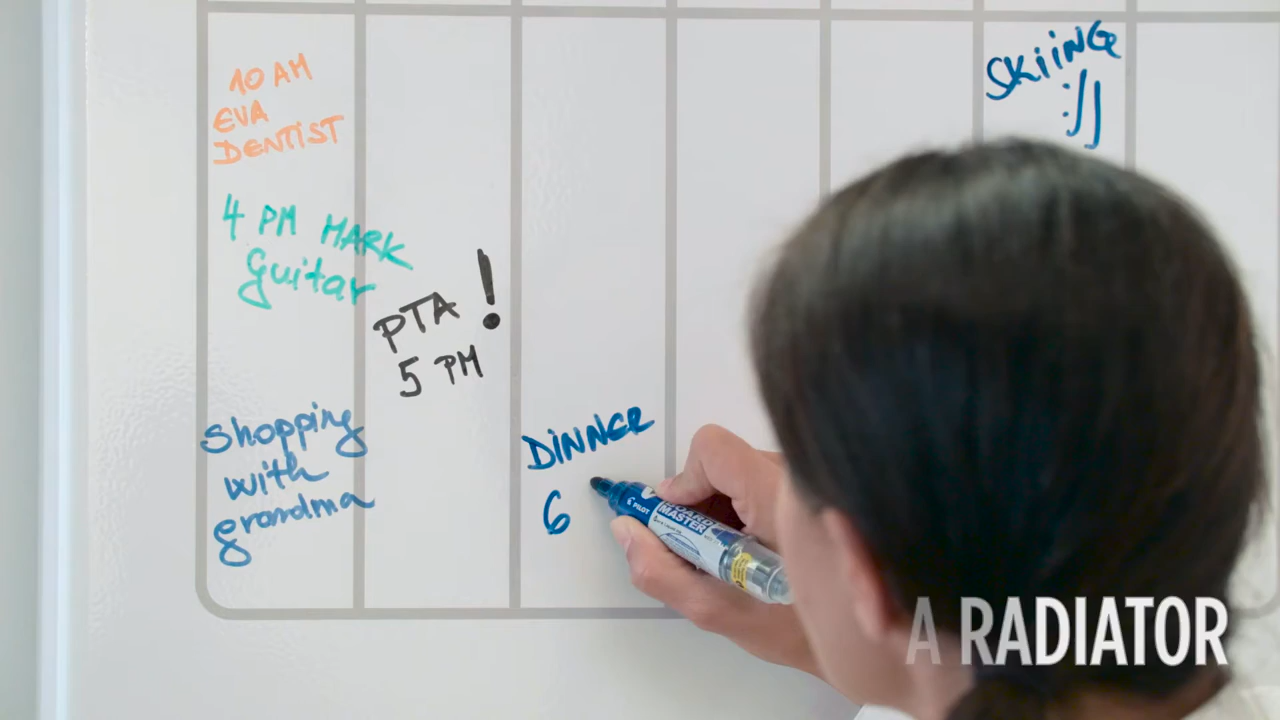 10 AM
EVA
DENTIST
4 PM MARK
guitar
PTA !
5 PM
shopping
with
grandma
DINNER
6
SKiiNG
:))
PILOT
BOARD
MASTER
A RADIATOR